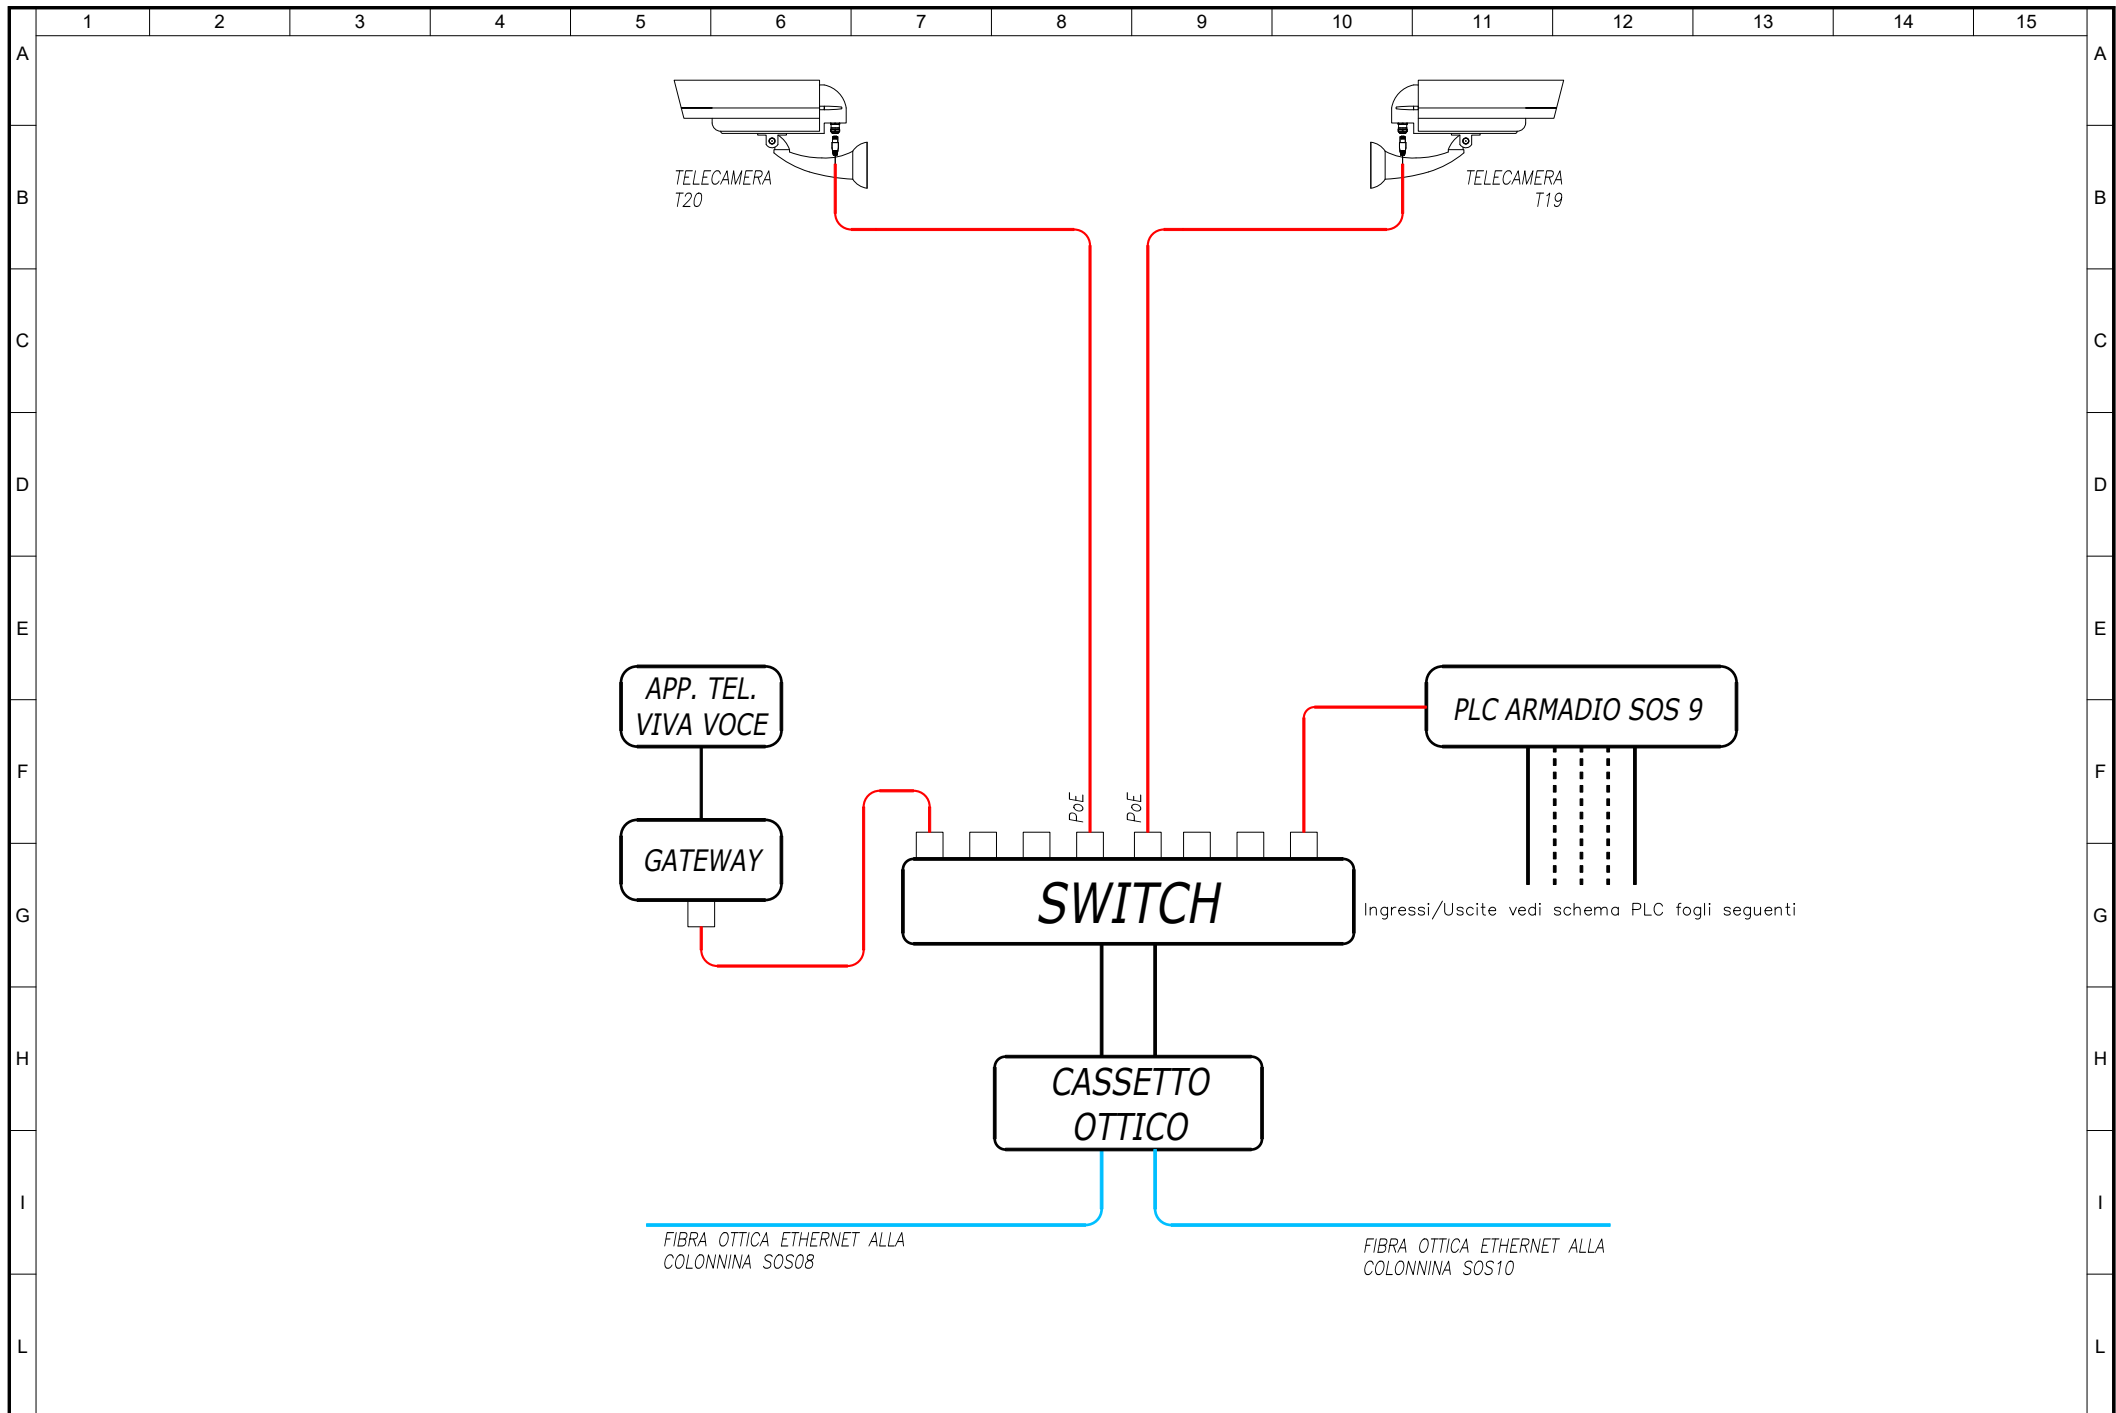 1 2 3 4 5 6 7 8 9 10 11 12 13 14 15
A A
TELECAMERA
T20
TELECAMERA
T19
B B
C C
D D
E E
APP. TEL.
VIVA VOCE
PLC ARMADIO SOS 9
F F
PoE PoE
GATEWAY
SWITCH
Ingressi/Uscite vedi schema PLC fogli seguenti
G G
H H
CASSETTO
OTTICO
I I
FIBRA OTTICA ETHERNET ALLA
COLONNINA SOS08
FIBRA OTTICA ETHERNET ALLA
COLONNINA SOS10
L L